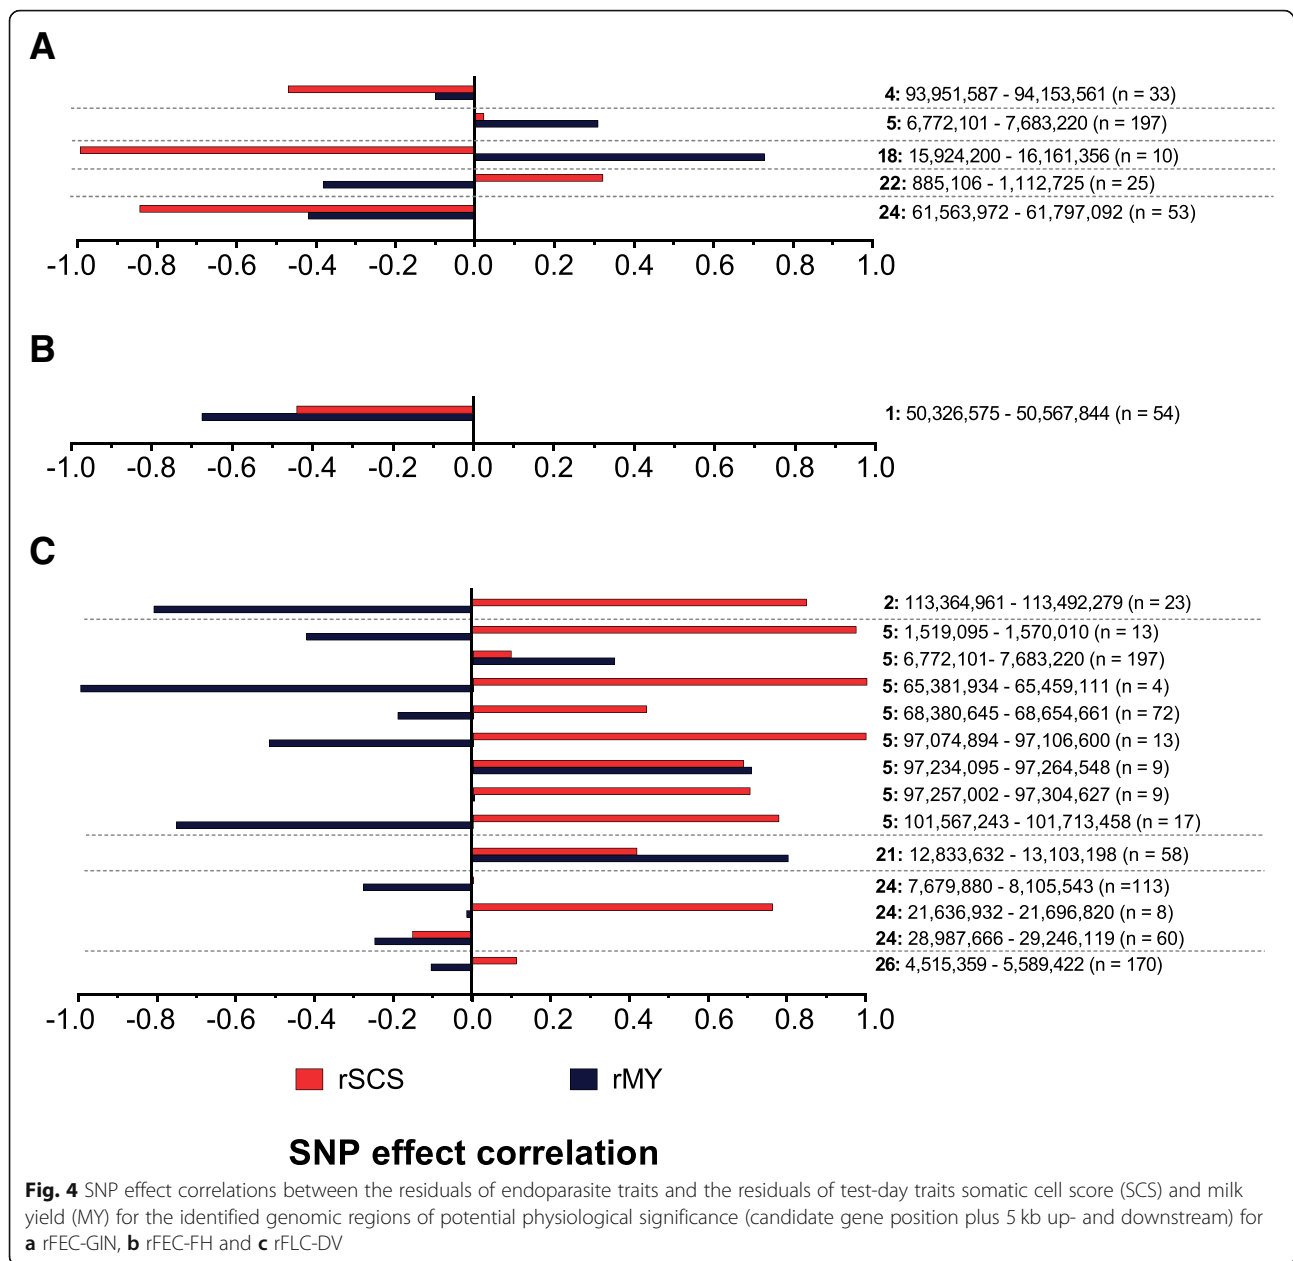 A
4: 93,951,587 - 94,153,561 (n = 33)
5: 6,772,101 - 7,683,220 (n = 197)
18: 15,924,200 - 16,161,356 (n = 10)
22: 885,106 - 1,112,725 (n = 25)
24: 61,563,972 - 61,797,092 (n = 53)
-1.0 -0.8 -0.6 -0.4 -0.2 0.0 0.2 0.4 0.6 0.8 1.0
B
1: 50,326,575 - 50,567,844 (n = 54)
-1.0 -0.8 -0.6 -0.4 -0.2 0.0 0.2 0.4 0.6 0.8 1.0
C
2: 113,364,961 - 113,492,279 (n = 23)
5: 1,519,095 - 1,570,010 (n = 13)
5: 6,772,101- 7,683,220 (n = 197)
5: 65,381,934 - 65,459,111 (n = 4)
5: 68,380,645 - 68,654,661 (n = 72)
5: 97,074,894 - 97,106,600 (n = 13)
5: 97,234,095 - 97,264,548 (n = 9)
5: 97,257,002 - 97,304,627 (n = 9)
5: 101,567,243 - 101,713,458 (n = 17)
21: 12,833,632 - 13,103,198 (n = 58)
24: 7,679,880 - 8,105,543 (n =113)
24: 21,636,932 - 21,696,820 (n = 8)
24: 28,987,666 - 29,246,119 (n = 60)
26: 4,515,359 - 5,589,422 (n = 170)
-1.0 -0.8 -0.6 -0.4 -0.2 0.0 0.2 0.4 0.6 0.8 1.0
rSCS rMY
SNP effect correlation
Fig. 4 SNP effect correlations between the residuals of endoparasite traits and the residuals of test-day traits somatic cell score (SCS) and milk
yield (MY) for the identified genomic regions of potential physiological significance (candidate gene position plus 5 kb up- and downstream) for
a rFEC-GIN, b rFEC-FH and c rFLC-DV